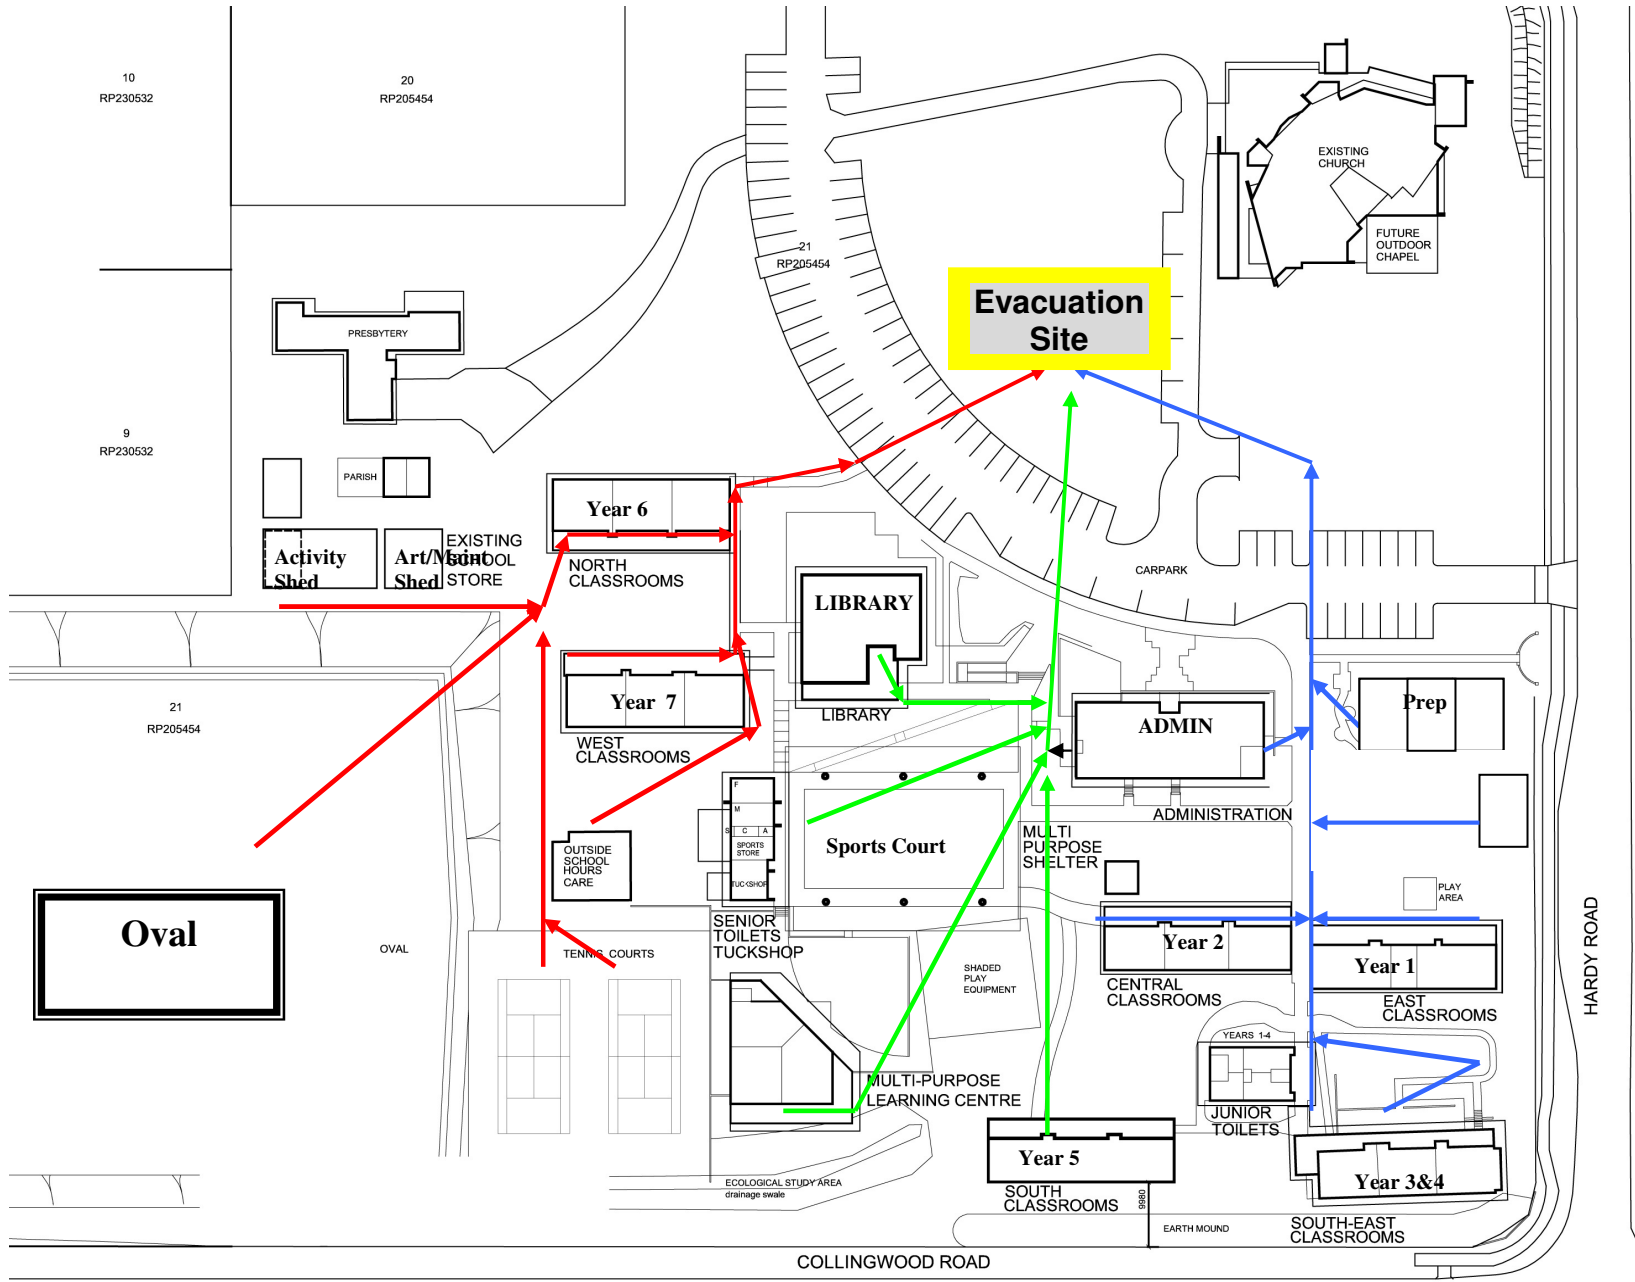 10
RP230532
20
RP205454
EXISTING
CHURCH
FUTURE
OUTDOOR
CHAPEL
21
RP205454
Evacuation
Site
PRESBYTERY
9
RP230532
PARISH
Year 6
Activity
Shed
Art/Maint
Shed
EXISTING
SCHOOL
STORE
NORTH
CLASSROOMS
CARPARK
LIBRARY
LIBRARY
21
RP205454
Year 7
WEST
CLASSROOMS
ADMIN
Prep
ADMINISTRATION
F
M
S C A
SPORTS
STORE
TUCKSHOP
Sports Court
MULTI
PURPOSE
SHELTER
OUTSIDE
SCHOOL
HOURS
CARE
PLAY
AREA
Oval
OVAL
SENIOR
TOILETS
TUCKSHOP
TENNIS COURTS
SHADED
PLAY
EQUIPMENT
Year 2
CENTRAL
CLASSROOMS
Year 1
EAST
CLASSROOMS
HARDY ROAD
YEARS 1-4
MULTI-PURPOSE
LEARNING CENTRE
JUNIOR
TOILETS
Year 5
SOUTH
CLASSROOMS
9980
Year 3&4
ECOLOGICAL STUDY AREA
drainage swale
EARTH MOUND
SOUTH-EAST
CLASSROOMS
COLLINGWOOD ROAD